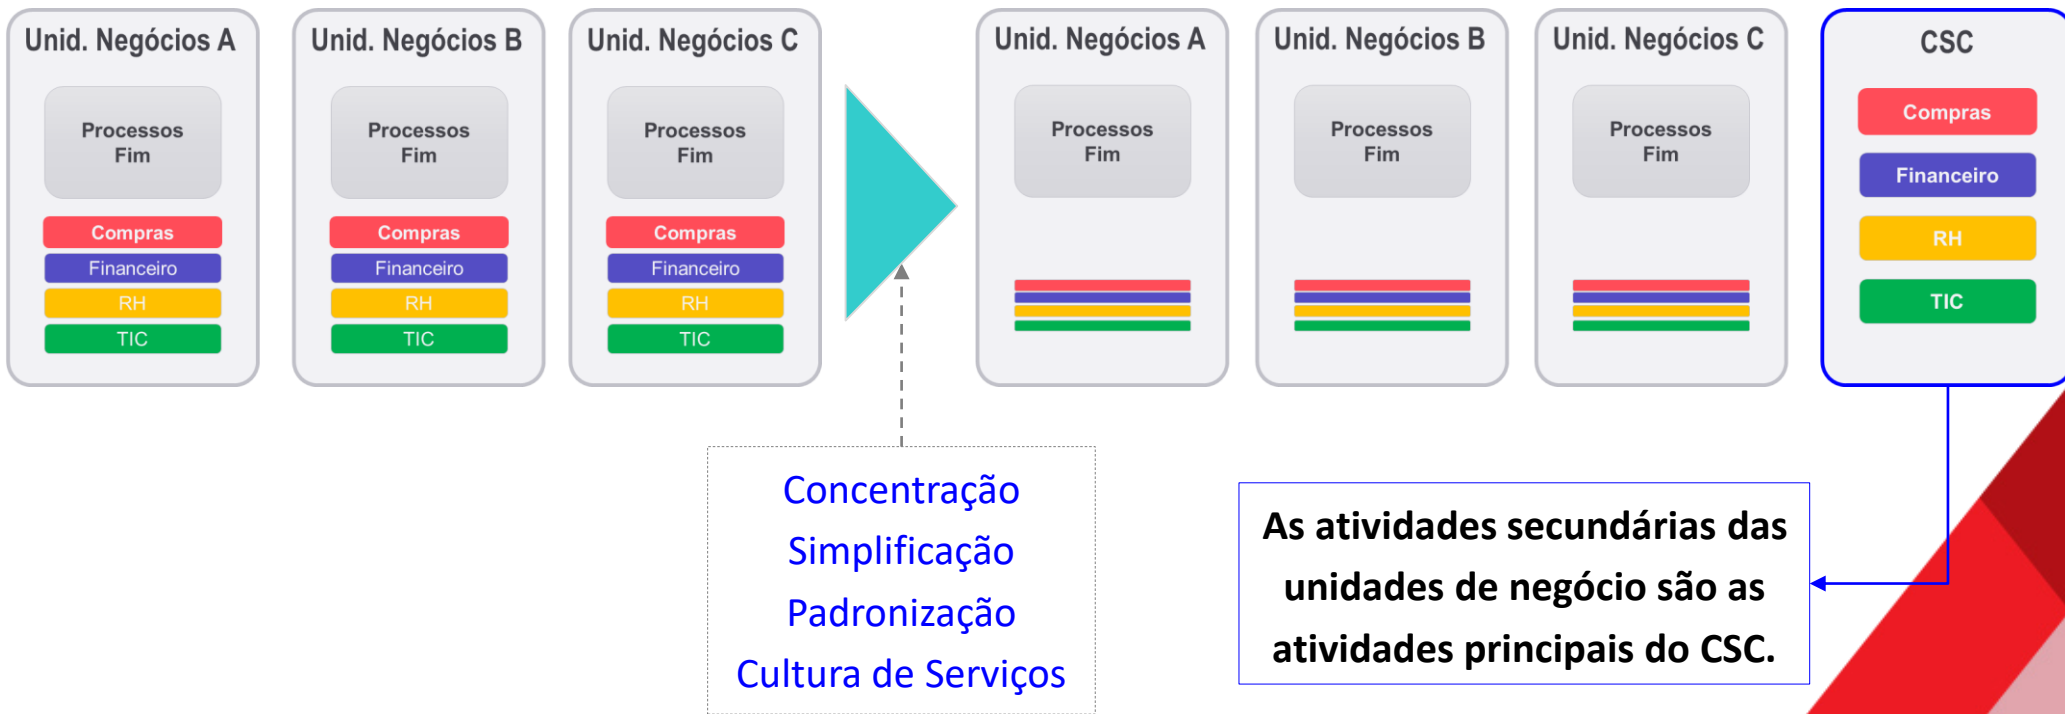 Unid. Negócios A
Processos
Fim
Compras
Financeiro
RH
TIC
Unid. Negócios B
Processos
Fim
Compras
Financeiro
RH
TIC
Unid. Negócios C
Processos
Fim
Compras
Financeiro
RH
TIC
Unid. Negócios A
Processos
Fim
Unid. Negócios B
Processos
Fim
Unid. Negócios C
Processos
Fim
CSC
Compras
Financeiro
RH
TIC
Concentração
Simplificação
Padronização
Cultura de Serviços
As atividades secundárias das
unidades de negócio são as
atividades principais do CSC.